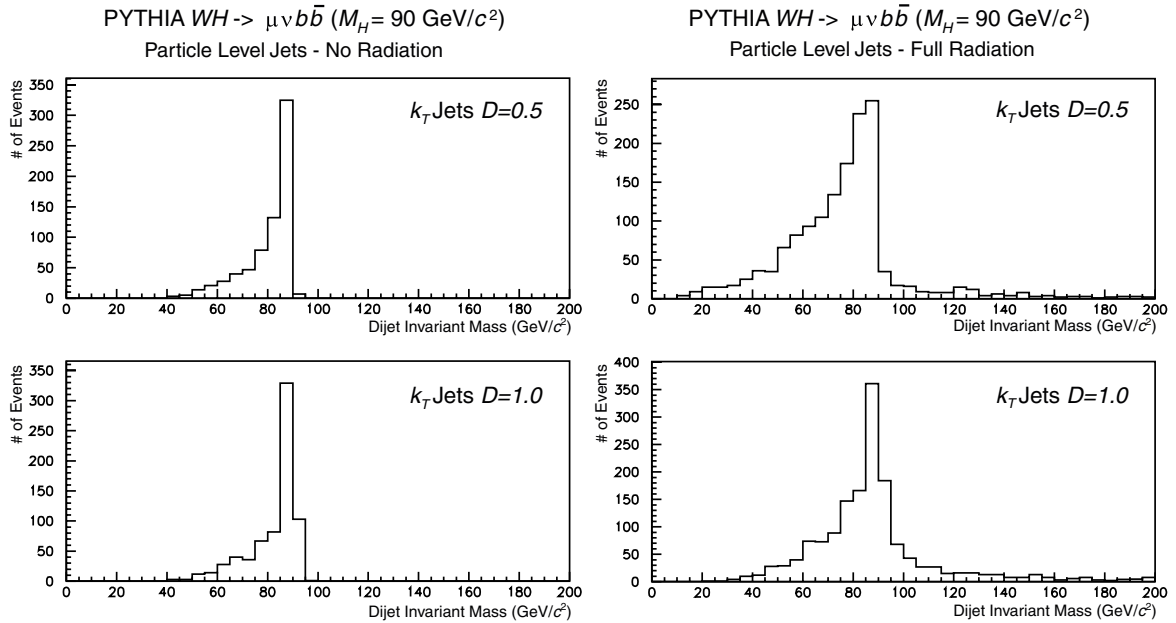 PYTHIA WH -> μνbb̅ (M_H = 90 GeV/c²)
Particle Level Jets - No Radiation
# of Events
350
300
250
200
150
100
50
0
k_T Jets D=0.5
0 20 40 60 80 100 120 140 160 180 200
Dijet Invariant Mass (GeV/c²)
PYTHIA WH -> μνbb̅ (M_H = 90 GeV/c²)
Particle Level Jets - Full Radiation
# of Events
250
200
150
100
50
0
k_T Jets D=0.5
0 20 40 60 80 100 120 140 160 180 200
Dijet Invariant Mass (GeV/c²)
# of Events
350
300
250
200
150
100
50
0
k_T Jets D=1.0
0 20 40 60 80 100 120 140 160 180 200
Dijet Invariant Mass (GeV/c²)
# of Events
400
350
300
250
200
150
100
50
0
k_T Jets D=1.0
0 20 40 60 80 100 120 140 160 180 200
Dijet Invariant Mass (GeV/c²)